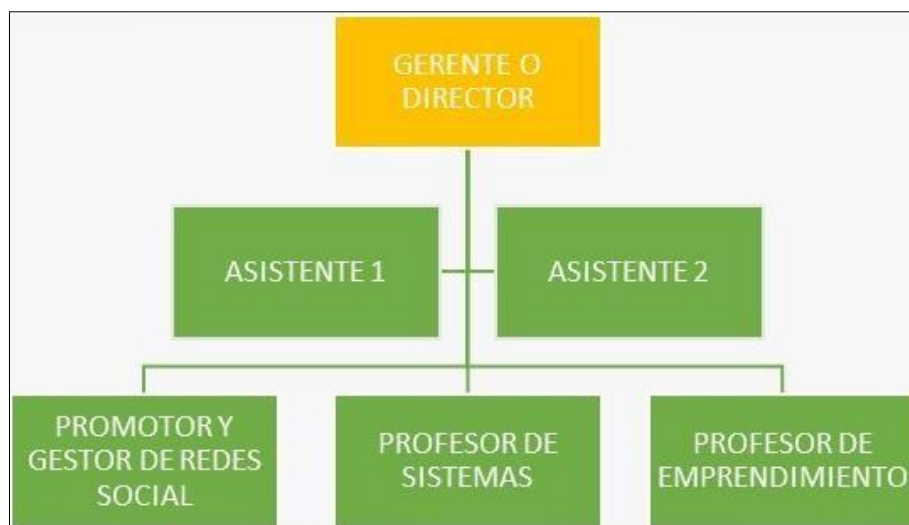 GERENTE O
DIRECTOR
ASISTENTE 1
ASISTENTE 2
PROMOTOR Y
GESTOR DE REDES
SOCIAL
PROFESOR DE
SISTEMAS
PROFESOR DE
EMPRENDIMIENTO